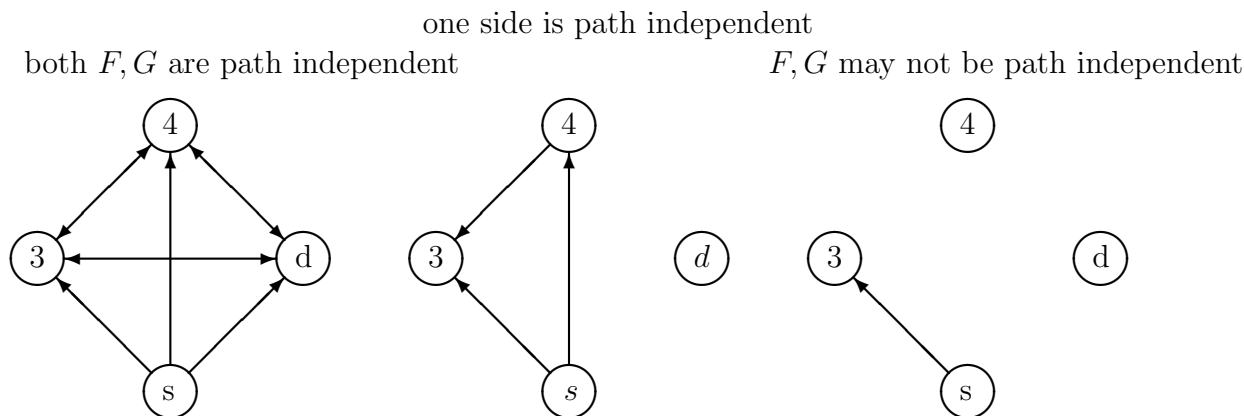 one side is path independent
both F, G are path independent
F, G may not be path independent
4
4
4
3
d
3
d
3
d
s
s
s